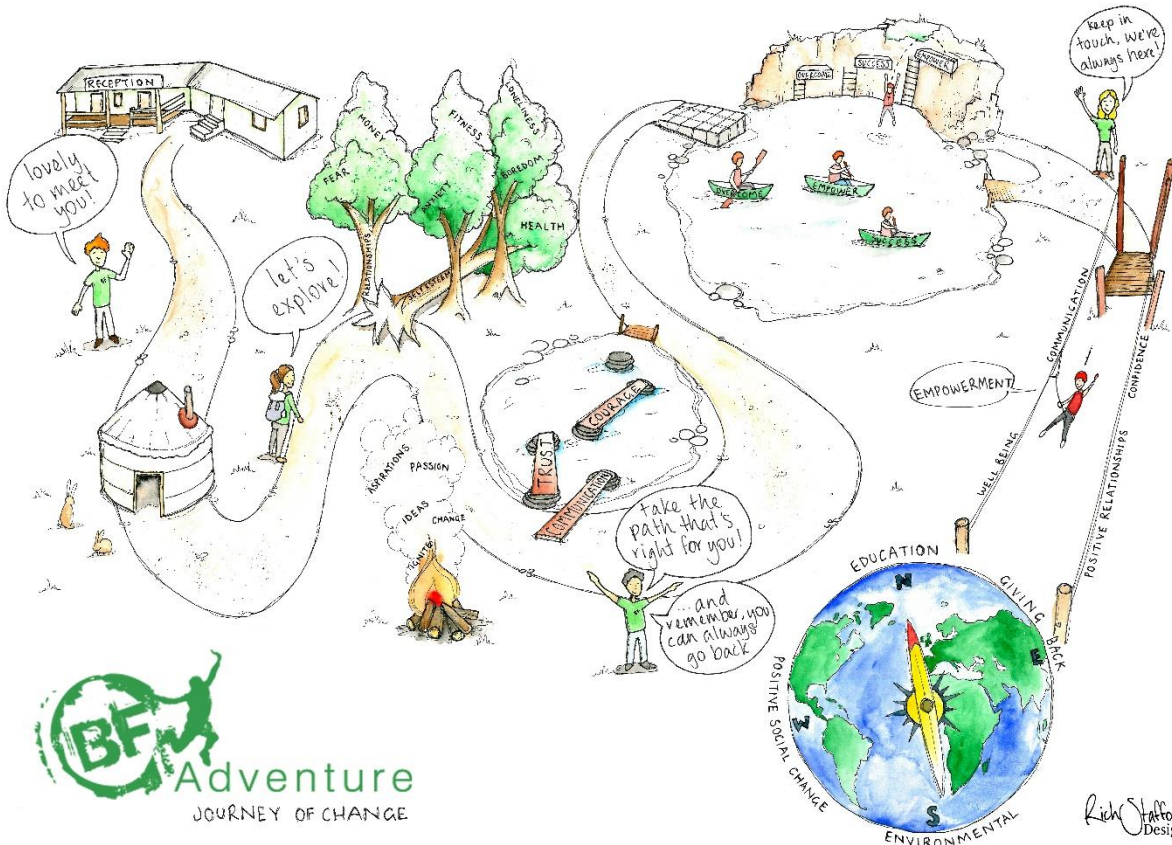 RECEPTION
lovely
to meet
you!
BF
let's
explore!
FEAR
MONEY
RELATIONSHIPS
FITNESS
ANXIETY
SELF ESTEEM
LONELINESS
BOREDOM
HEALTH
OVERCOME
SUCCESS
EMPOWER
OVERCOME
EMPOWER
SUCCESS
keep in
touch, we're
always here!
COMMUNICATION
CONFIDENCE
EMPOWERMENT
WELL BEING
POSITIVE RELATIONSHIPS
COURAGE
TRUST
COMMUNICATION
ASPIRATIONS
PASSION
IDEAS
CHANGE
IGNITE
take the
path that's
right for you!
...and
remember, you
can always
go back
EDUCATION
GIVING BACK
POSITIVE SOCIAL CHANGE
ENVIRONMENTAL
N
E
W
S
BF
Adventure
JOURNEY OF CHANGE
Rich